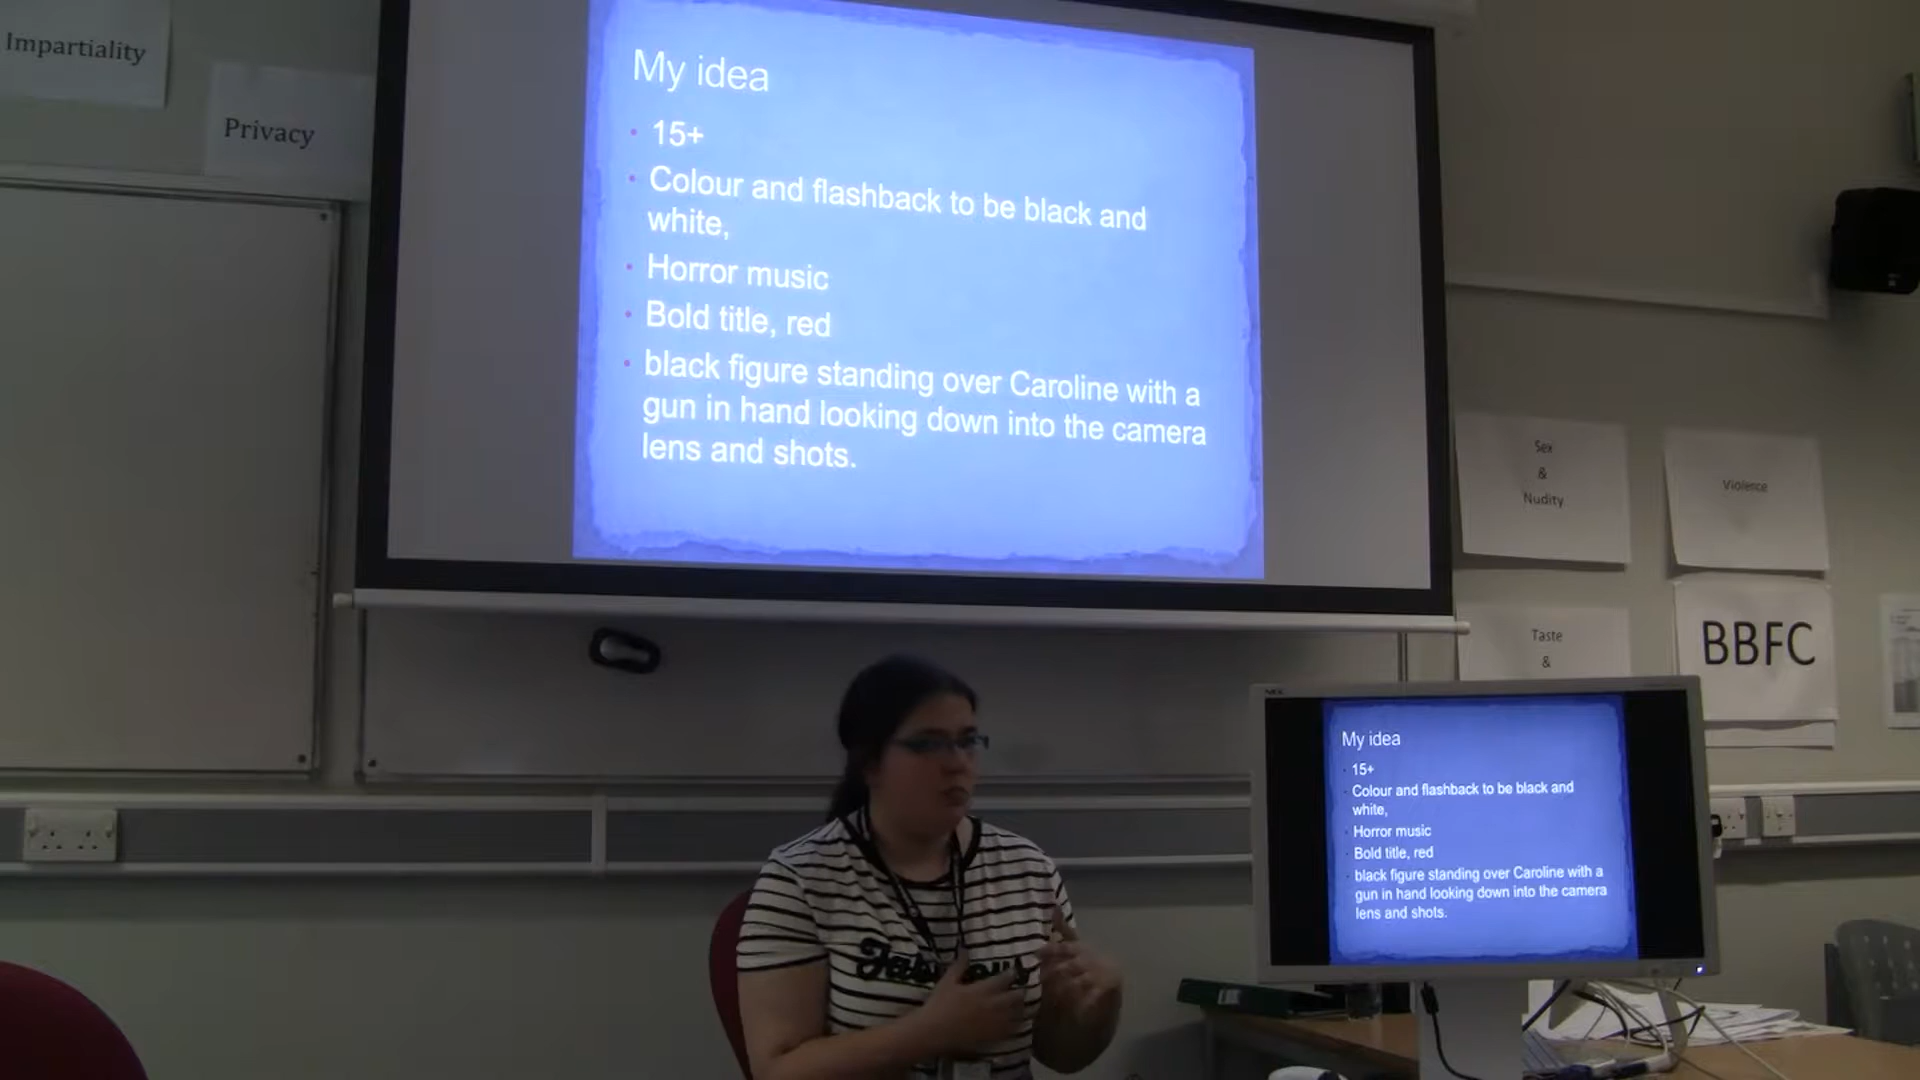 Impartiality
Privacy
My idea
15+
Colour and flashback to be black and
white,
Horror music
Bold title, red
black figure standing over Caroline with a
gun in hand looking down into the camera
lens and shots.
Sex
&
Nudity
Violence
Taste
&
BBFC
NEC
My idea
15+
Colour and flashback to be black and
white,
Horror music
Bold title, red
black figure standing over Caroline with a
gun in hand looking down into the camera
lens and shots.